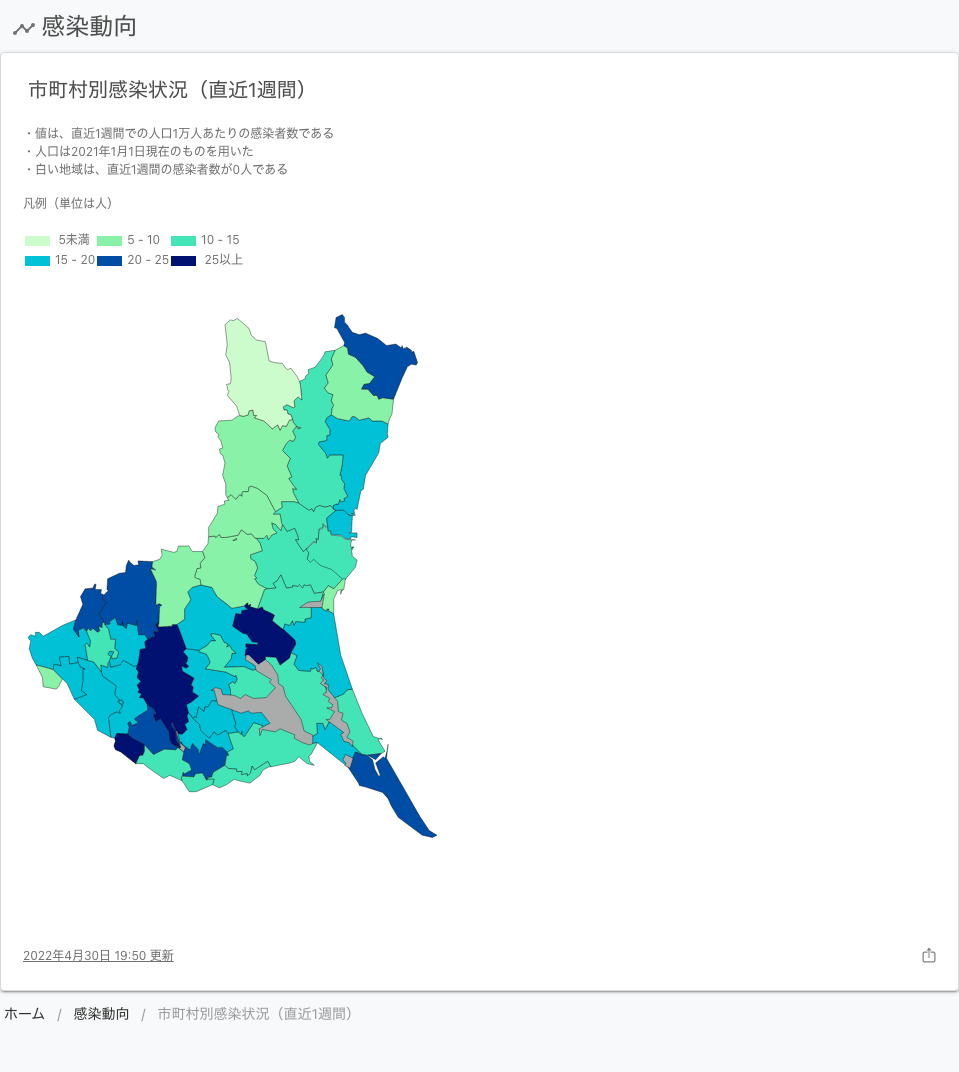 感染動向
市町村別感染状況（直近1週間）
・値は、直近1週間での人口1万人あたりの感染者数である
・人口は2021年1月1日現在のものを用いた
・白い地域は、直近1週間の感染者数が0人である
凡例（単位は人）
5未満 5 - 10 10 - 15
15 - 20 20 - 25 25以上
2022年4月30日 19:50 更新
ホーム / 感染動向 / 市町村別感染状況（直近1週間）